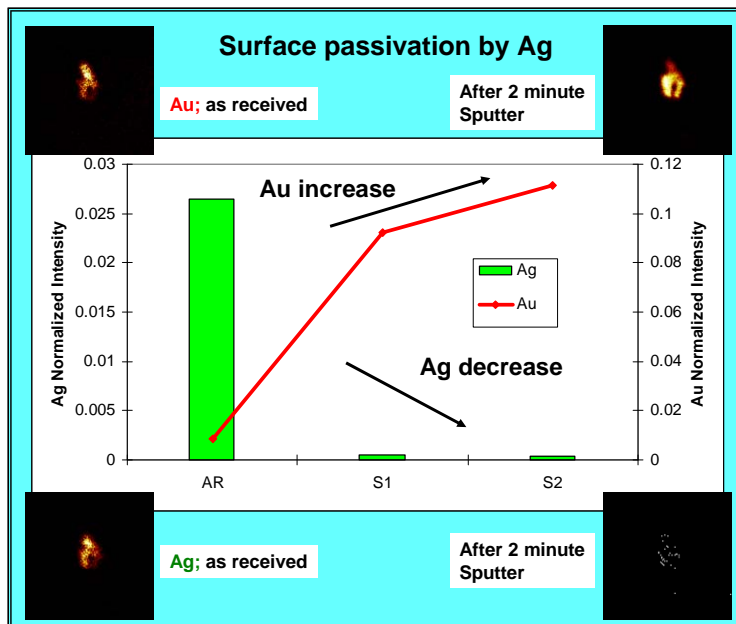 Surface passivation by Ag
Au; as received
After 2 minute
Sputter
0.03
0.025
0.02
0.015
0.01
0.005
0
Ag Normalized Intensity
Au increase
Ag decrease
Ag
Au
0.12
0.1
0.08
0.06
0.04
0.02
0
Au Normalized Intensity
AR
S1
S2
Ag; as received
After 2 minute
Sputter